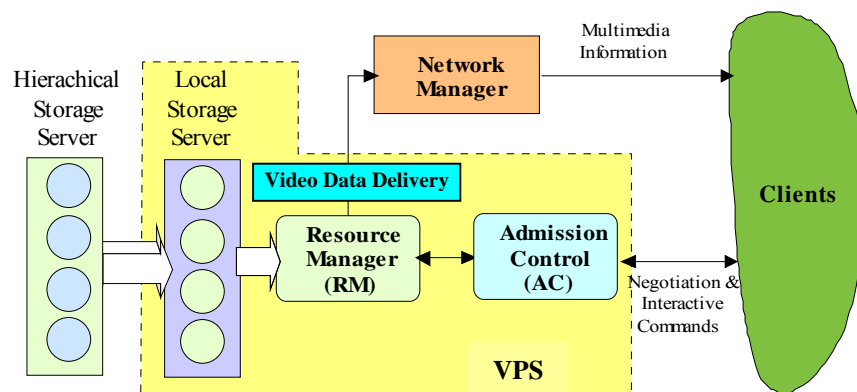 Hierachical
Storage
Server
Local
Storage
Server
Network
Manager
Multimedia
Information
Video Data Delivery
Resource
Manager
(RM)
Admission
Control
(AC)
Clients
Negotiation &
Interactive
Commands
VPS